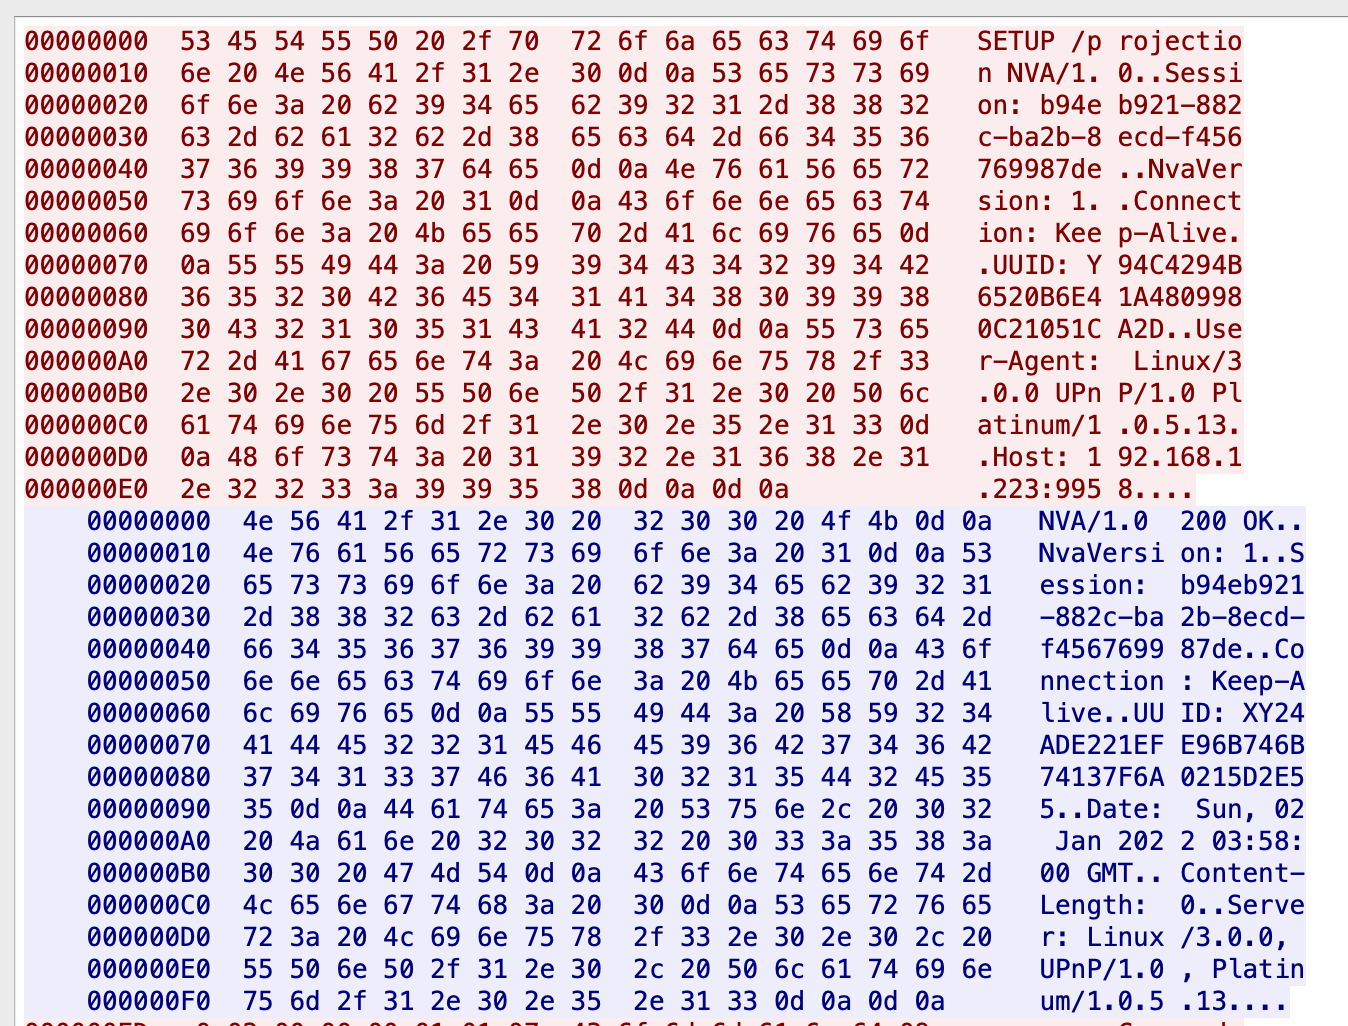 00000000 53 45 54 55 50 20 2f 70 72 6f 6a 65 63 74 69 6f SETUP /p rojectio
00000010 6e 20 4e 56 41 2f 31 2e 30 0d 0a 53 65 73 73 69 n NVA/1. 0..Sessi
00000020 6f 6e 3a 20 62 39 34 65 62 39 32 31 2d 38 38 32 on: b94e b921-882
00000030 63 2d 62 61 32 62 2d 38 65 63 64 2d 66 34 35 36 c-ba2b-8 ecd-f456
00000040 37 36 39 39 38 37 64 65 0d 0a 4e 76 61 56 65 72 769987de ..NvaVer
00000050 73 69 6f 6e 3a 20 31 0d 0a 43 6f 6e 6e 65 63 74 sion: 1. .Connect
00000060 69 6f 6e 3a 20 4b 65 65 70 2d 41 6c 69 76 65 0d ion: Kee p-Alive.
00000070 0a 55 55 49 44 3a 20 59 39 34 43 34 32 39 34 42 .UUID: Y 94C4294B
00000080 36 35 32 30 42 36 45 34 31 41 34 38 30 39 39 38 6520B6E4 1A480998
00000090 30 43 32 31 30 35 31 43 41 32 44 0d 0a 55 73 65 0C21051C A2D..Use
000000A0 72 2d 41 67 65 6e 74 3a 20 4c 69 6e 75 78 2f 33 r-Agent:  Linux/3
000000B0 2e 30 2e 30 20 55 50 6e 50 2f 31 2e 30 20 50 6c .0.0 UPn P/1.0 Pl
000000C0 61 74 69 6e 75 6d 2f 31 2e 30 2e 35 2e 31 33 0d atinum/1 .0.5.13.
000000D0 0a 48 6f 73 74 3a 20 31 39 32 2e 31 36 38 2e 31 .Host: 1 92.168.1
000000E0 2e 32 32 33 3a 39 39 35 38 0d 0a 0d 0a .223:995 8....
00000000 4e 56 41 2f 31 2e 30 20 32 30 30 20 4f 4b 0d 0a NVA/1.0  200 OK..
00000010 4e 76 61 56 65 72 73 69 6f 6e 3a 20 31 0d 0a 53 NvaVersi on: 1..S
00000020 65 73 73 69 6f 6e 3a 20 62 39 34 65 62 39 32 31 ession:  b94eb921
00000030 2d 38 38 32 63 2d 62 61 32 62 2d 38 65 63 64 2d -882c-ba 2b-8ecd-
00000040 66 34 35 36 37 36 39 39 38 37 64 65 0d 0a 43 6f f4567699 87de..Co
00000050 6e 6e 65 63 74 69 6f 6e 3a 20 4b 65 65 70 2d 41 nnection : Keep-A
00000060 6c 69 76 65 0d 0a 55 55 49 44 3a 20 58 59 32 34 live..UU ID: XY24
00000070 41 44 45 32 32 31 45 46 45 39 36 42 37 34 36 42 ADE221EF E96B746B
00000080 37 34 31 33 37 46 36 41 30 32 31 35 44 32 45 35 74137F6A 0215D2E5
00000090 35 0d 0a 44 61 74 65 3a 20 53 75 6e 2c 20 30 32 5..Date:  Sun, 02
000000A0 20 4a 61 6e 20 32 30 32 32 20 30 33 3a 35 38 3a  Jan 202 2 03:58:
000000B0 30 30 20 47 4d 54 0d 0a 43 6f 6e 74 65 6e 74 2d 00 GMT.. Content-
000000C0 4c 65 6e 67 74 68 3a 20 30 0d 0a 53 65 72 76 65 Length:  0..Serve
000000D0 72 3a 20 4c 69 6e 75 78 2f 33 2e 30 2e 30 2c 20 r: Linux /3.0.0, 
000000E0 55 50 6e 50 2f 31 2e 30 2c 20 50 6c 61 74 69 6e UPnP/1.0 , Platin
000000F0 75 6d 2f 31 2e 30 2e 35 2e 31 33 0d 0a 0d 0a um/1.0.5 .13....